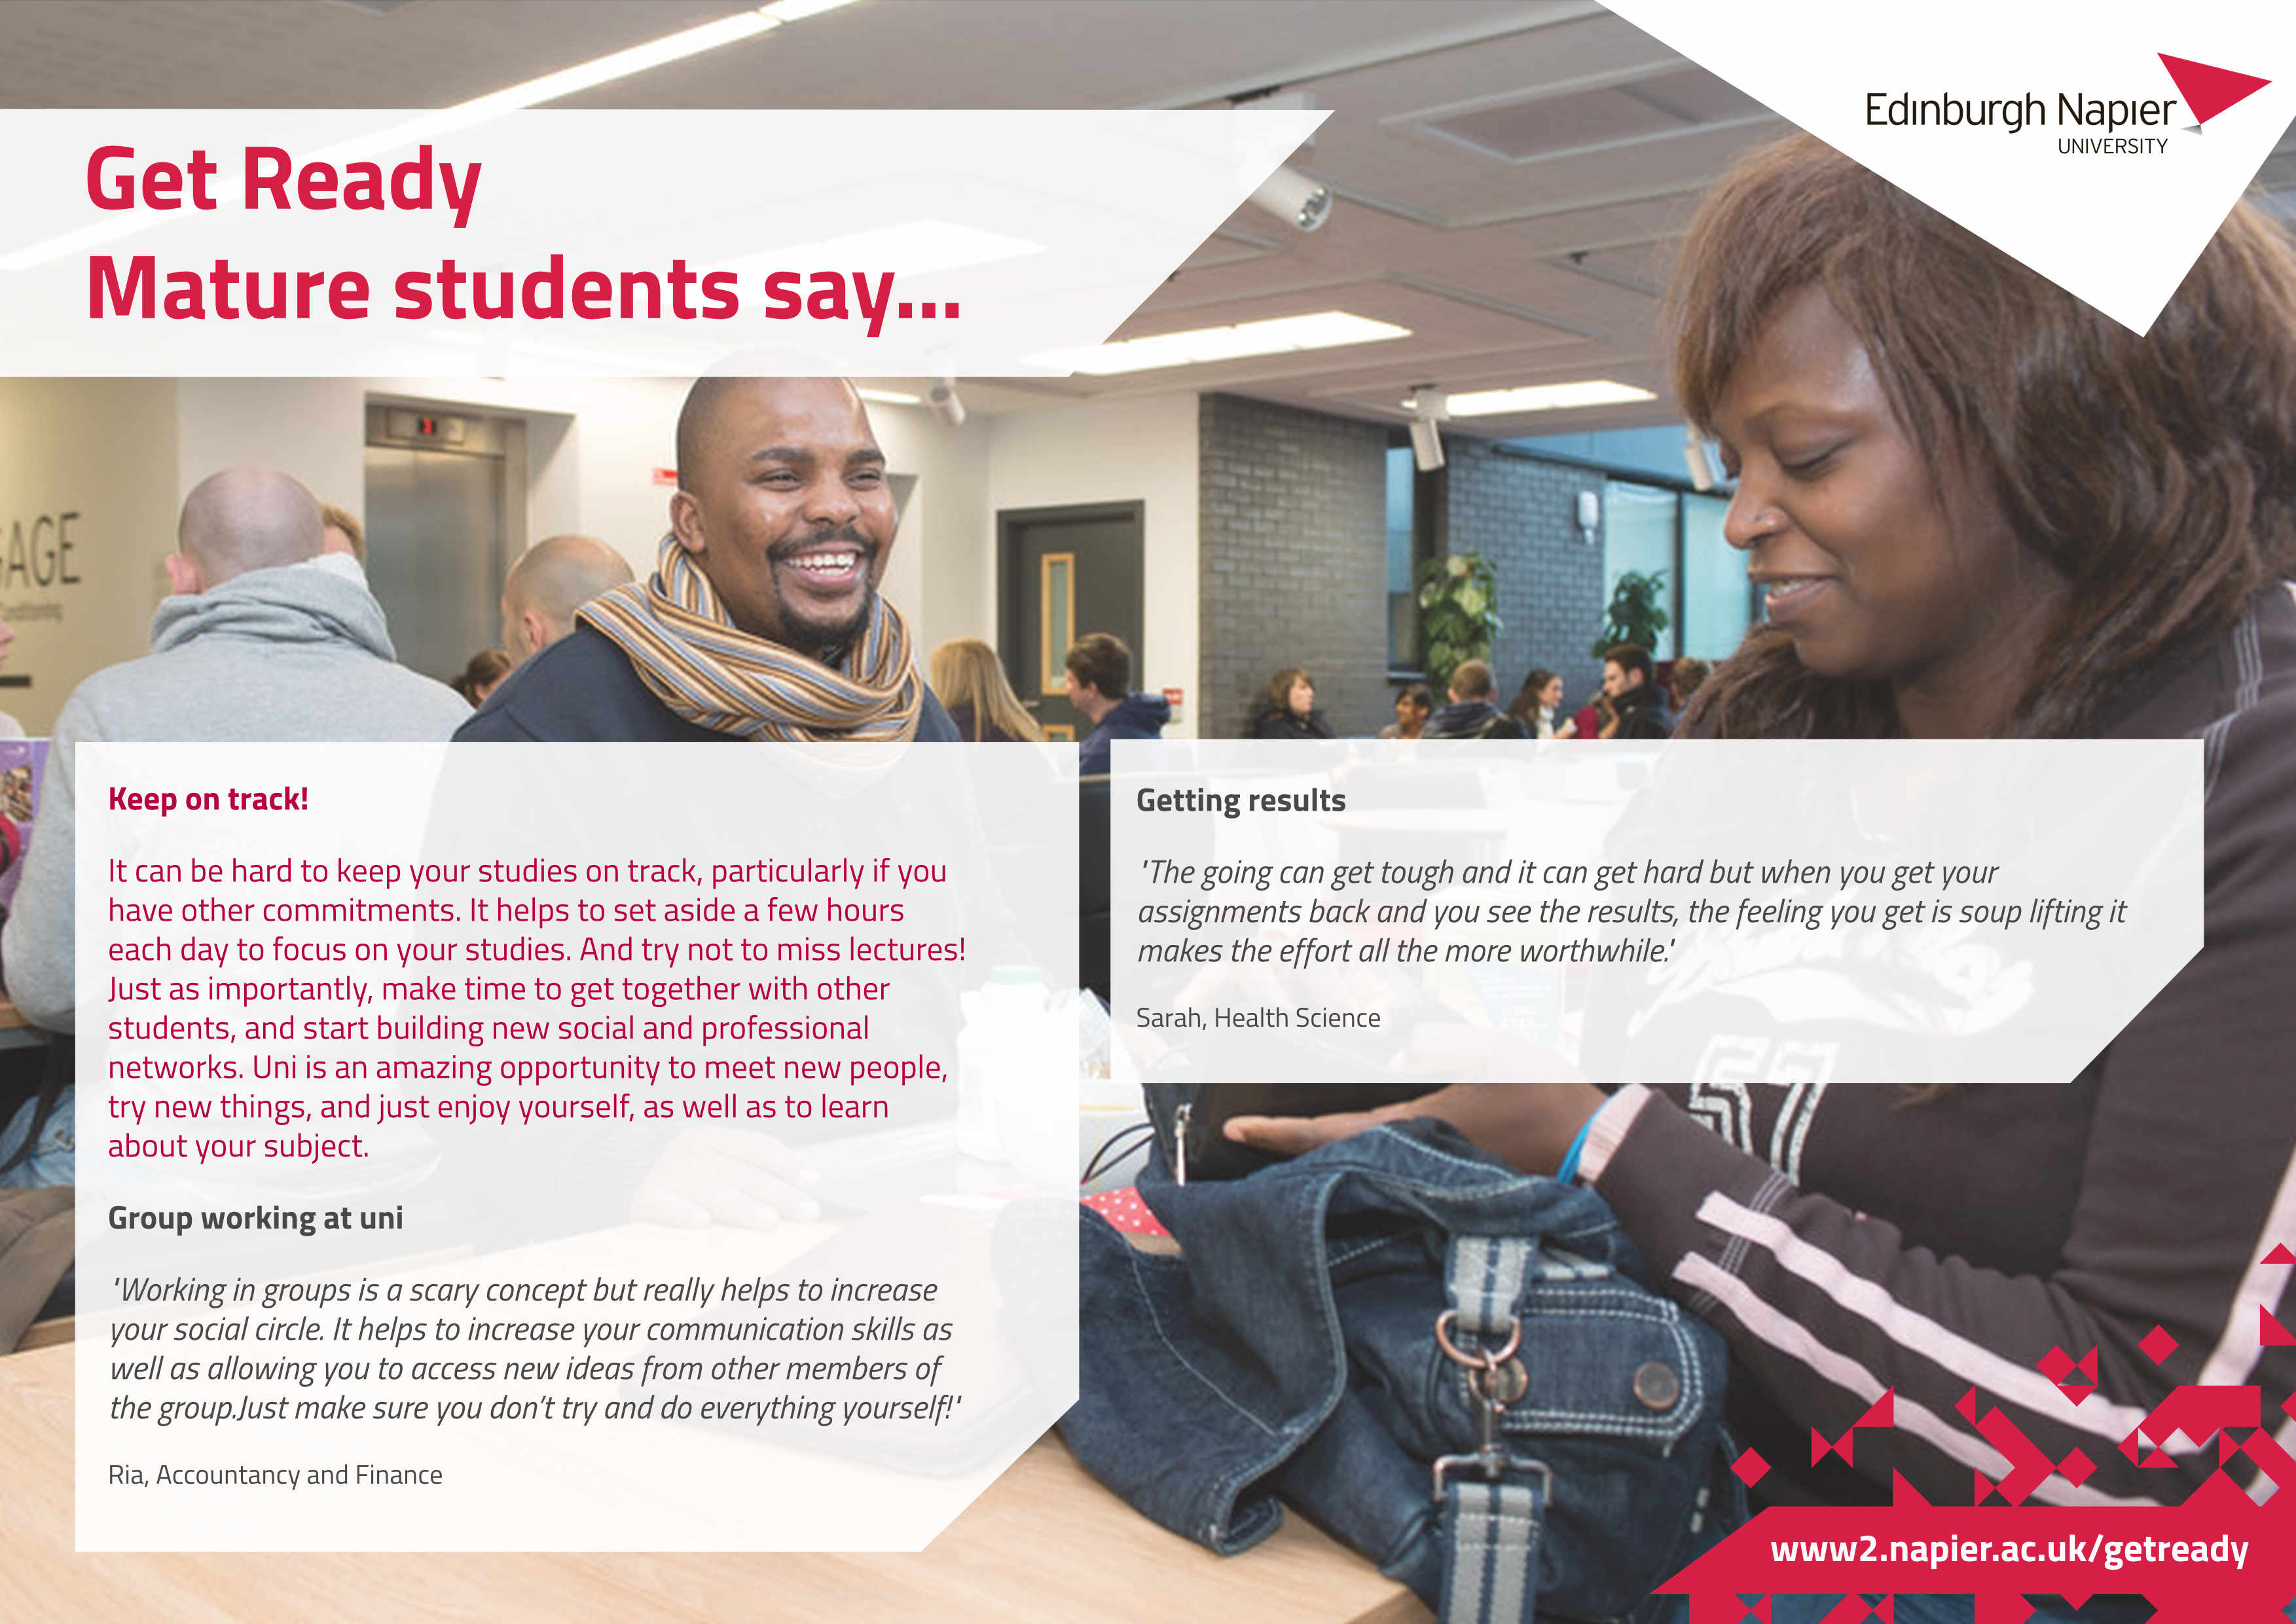 Edinburgh Napier
UNIVERSITY
Get Ready
Mature students say...
AGE
Keep on track!
It can be hard to keep your studies on track, particularly if you
have other commitments. It helps to set aside a few hours
each day to focus on your studies. And try not to miss lectures!
Just as importantly, make time to get together with other
students, and start building new social and professional
networks. Uni is an amazing opportunity to meet new people,
try new things, and just enjoy yourself, as well as to learn
about your subject.
Group working at uni
'Working in groups is a scary concept but really helps to increase
your social circle. It helps to increase your communication skills as
well as allowing you to access new ideas from other members of
the group.Just make sure you don’t try and do everything yourself!'
Ria, Accountancy and Finance
Getting results
'The going can get tough and it can get hard but when you get your
assignments back and you see the results, the feeling you get is soup lifting it
makes the effort all the more worthwhile.'
Sarah, Health Science
www2.napier.ac.uk/getready